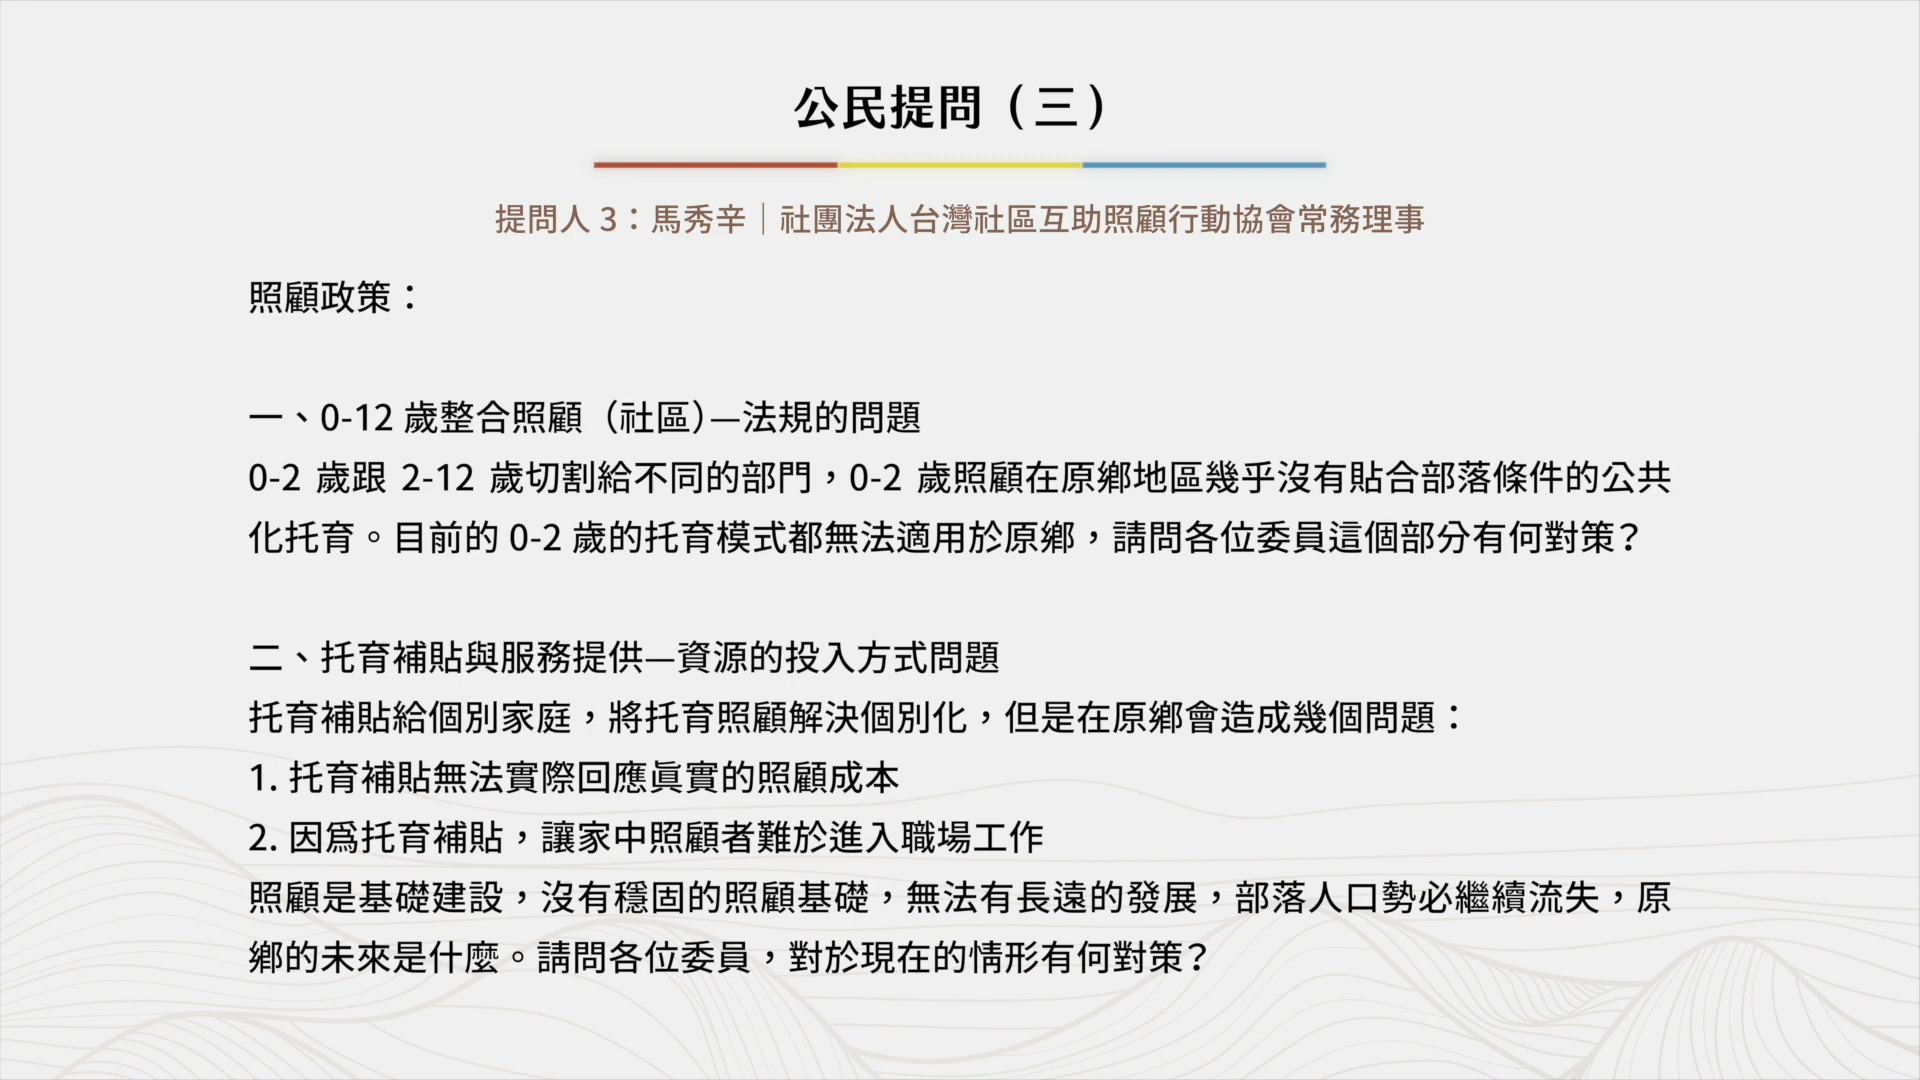 公民提問（三）
提問人 3：馬秀辛｜社團法人台灣社區互助照顧行動協會常務理事
照顧政策：
一、0-12 歲整合照顧（社區）—法規的問題
0-2 歲跟 2-12 歲切割給不同的部門，0-2 歲照顧在原鄉地區幾乎沒有貼合部落條件的公共
化托育。目前的 0-2 歲的托育模式都無法適用於原鄉，請問各位委員這個部分有何對策？
二、托育補貼與服務提供—資源的投入方式問題
托育補貼給個別家庭，將托育照顧解決個別化，但是在原鄉會造成幾個問題：
1. 托育補貼無法實際回應真實的照顧成本
2. 因為托育補貼，讓家中照顧者難於進入職場工作
照顧是基礎建設，沒有穩固的照顧基礎，無法有長遠的發展，部落人口勢必繼續流失，原
鄉的未來是什麼。請問各位委員，對於現在的情形有何對策？